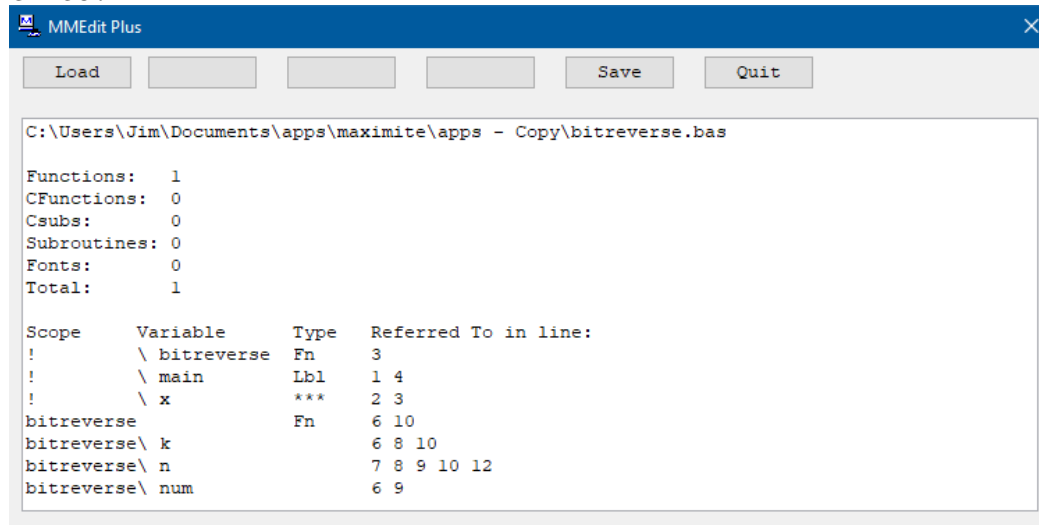 MMEdit Plus
Load Save Quit
C:\Users\Jim\Documents\apps\maximite\apps - Copy\bitreverse.bas
Functions: 1
CFunctions: 0
Csubs: 0
Subroutines: 0
Fonts: 0
Total: 1
Scope Variable Type Referred To in line:
! \ bitreverse Fn 3
! \ main Lbl 1 4
! \ x *** 2 3
bitreverse Fn 6 10
bitreverse\ k 6 8 10
bitreverse\ n 7 8 9 10 12
bitreverse\ num 6 9